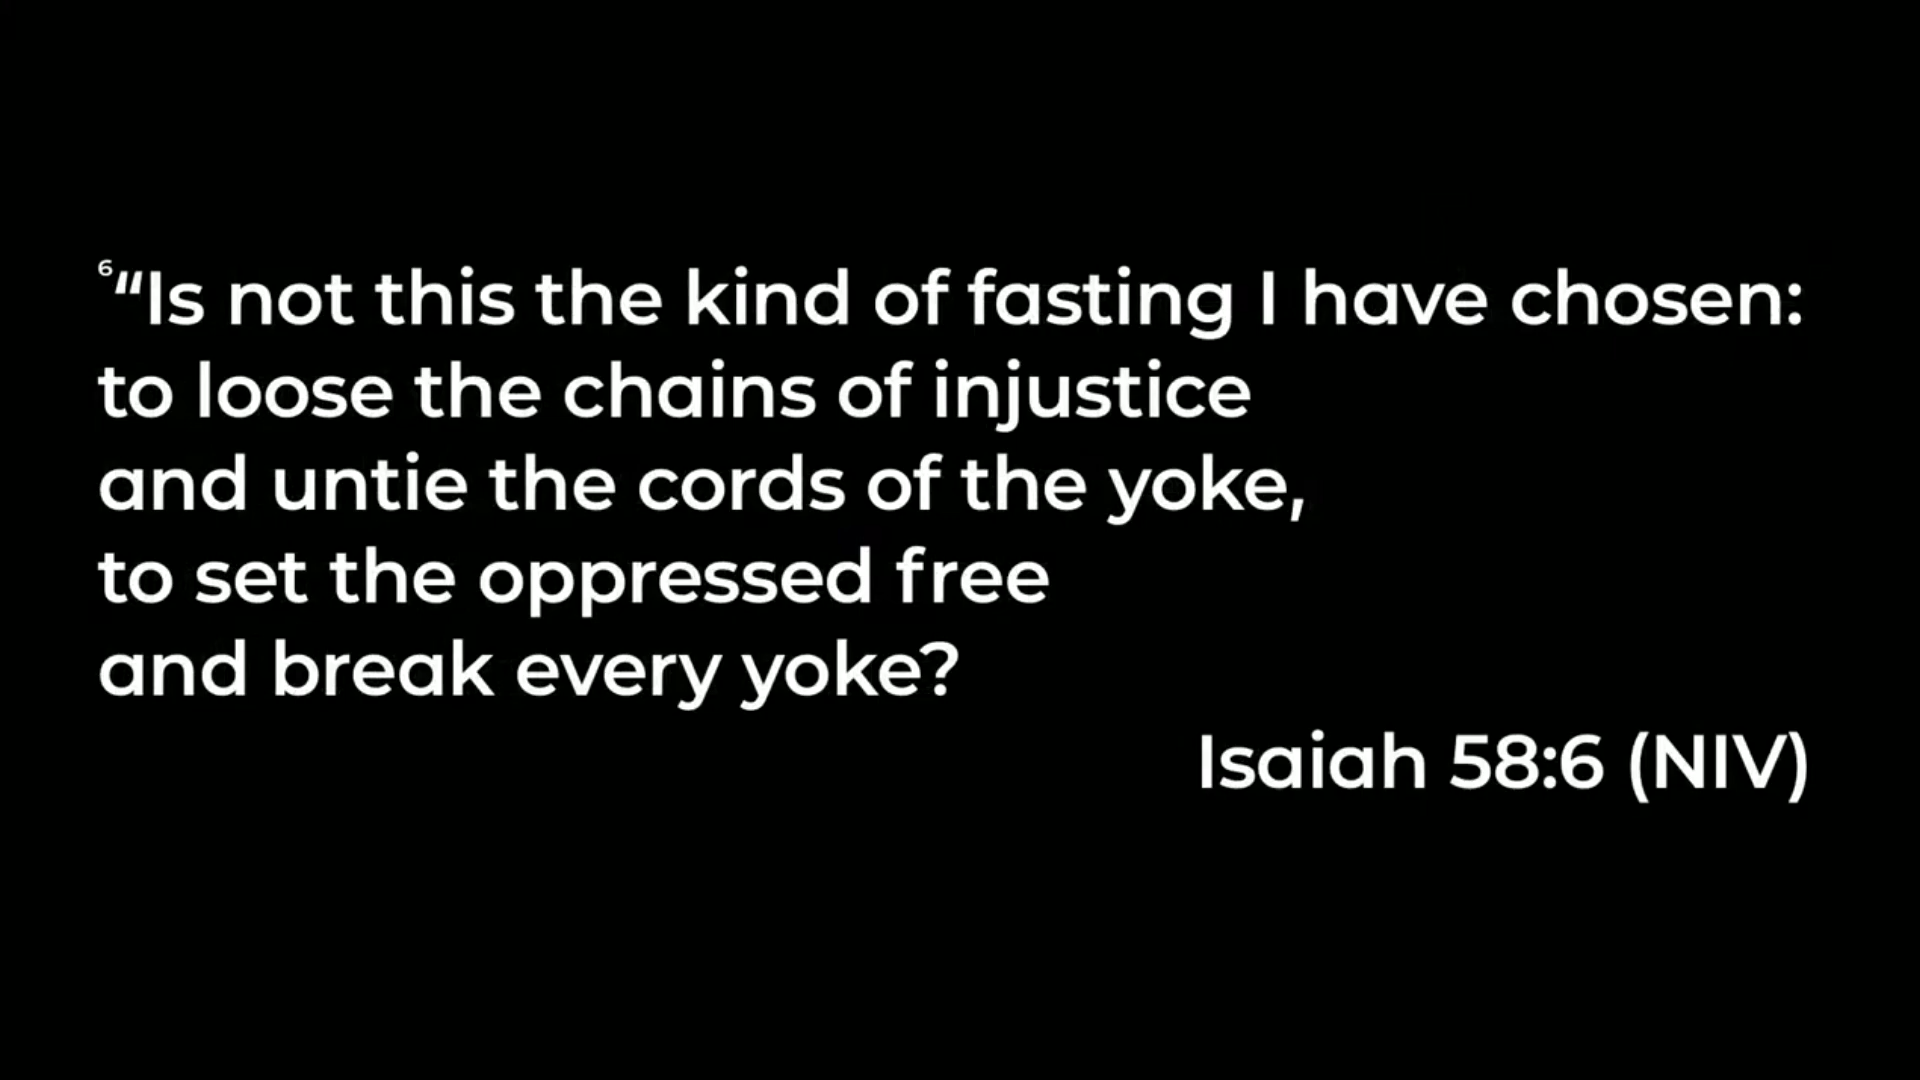 ⁶“Is not this the kind of fasting I have chosen:
to loose the chains of injustice
and untie the cords of the yoke,
to set the oppressed free
and break every yoke?
Isaiah 58:6 (NIV)